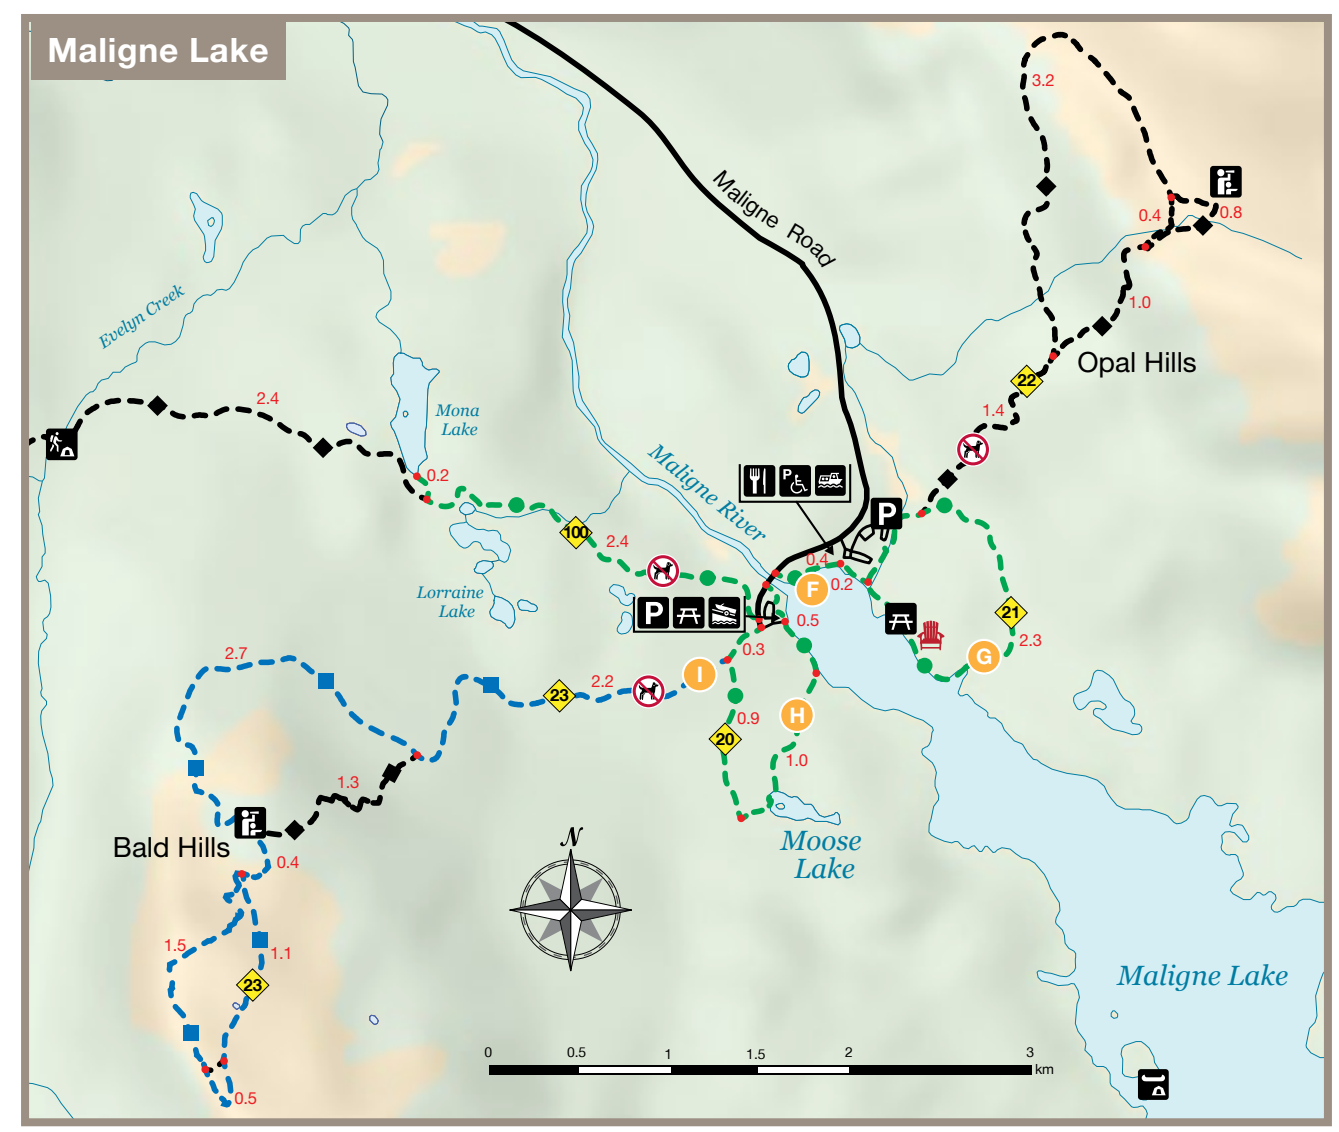 Maligne Lake
3.2
Maligne Road
0.4
0.8
Evelyn Creek
1.0
Opal Hills
22
2.4
Mona
Lake
1.4
Maligne River
0.2
P
P
100
2.4
0.4
0.2
F
Lorraine
Lake
P
0.5
21
2.3
G
0.3
2.7
I
2.2
23
H
0.9
20
1.0
1.3
Moose
Lake
Bald Hills
0.4
N
1.5
1.1
23
Maligne Lake
0
0.5
1
1.5
2
3
km
0.5